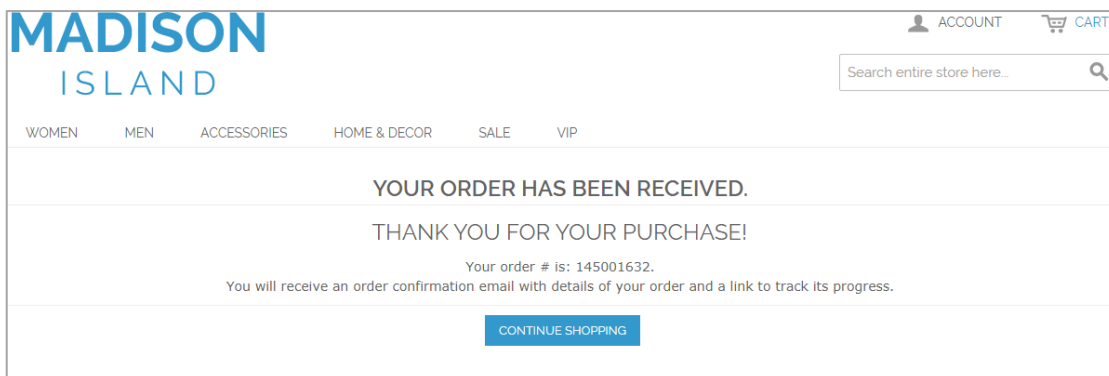 MADISON
ISLAND
ACCOUNT CART
Search entire store here...
WOMEN MEN ACCESSORIES HOME & DECOR SALE VIP
YOUR ORDER HAS BEEN RECEIVED.
THANK YOU FOR YOUR PURCHASE!
Your order # is: 145001632.
You will receive an order confirmation email with details of your order and a link to track its progress.
CONTINUE SHOPPING